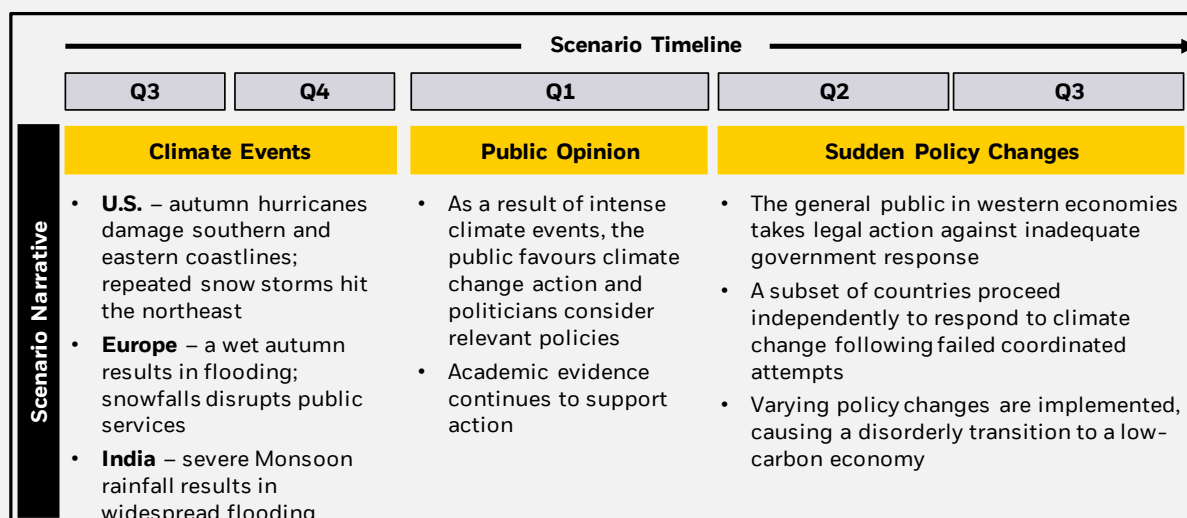 Scenario Timeline
Q3
Q4
Q1
Q2
Q3
Scenario Narrative
Climate Events
Public Opinion
Sudden Policy Changes
• U.S. – autumn hurricanes
damage southern and
eastern coastlines;
repeated snow storms hit
the northeast
• Europe – a wet autumn
results in flooding;
snowfalls disrupts public
services
• India – severe Monsoon
rainfall results in
widespread flooding
• As a result of intense
climate events, the
public favours climate
change action and
politicians consider
relevant policies
• Academic evidence
continues to support
action
• The general public in western economies
takes legal action against inadequate
government response
• A subset of countries proceed
independently to respond to climate
change following failed coordinated
attempts
• Varying policy changes are implemented,
causing a disorderly transition to a low-
carbon economy